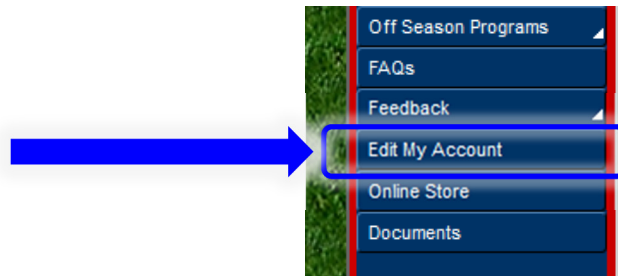 Off Season Programs
FAQs
Feedback
Edit My Account
Online Store
Documents